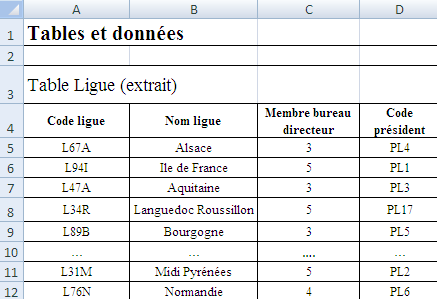 A B C D
1 Tables et données
2
3 Table Ligue (extrait)
4 Code ligue Nom ligue Membre bureau directeur Code président
5 L67A Alsace 3 PL4
6 L94I Ile de France 5 PL1
7 L47A Aquitaine 3 PL3
8 L34R Languedoc Roussillon 5 PL17
9 L89B Bourgogne 3 PL5
10 ... ... .... ...
11 L31M Midi Pyrénées 5 PL2
12 L76N Normandie 4 PL6